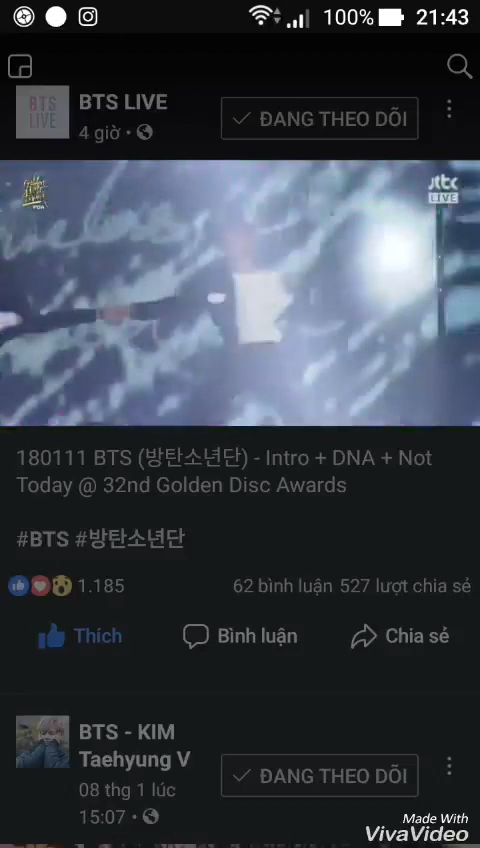 100% 21:43
BTS LIVE
BTS LIVE
4 giờ
ĐANG THEO DÕI
jtbc
LIVE
180111 BTS (방탄소년단) - Intro + DNA + Not
Today @ 32nd Golden Disc Awards
#BTS #방탄소년단
1.185
62 bình luận 527 lượt chia sẻ
Thích
Bình luận
Chia sẻ
BTS - KIM
Taehyung V
08 thg 1 lúc
15:07
ĐANG THEO DÕI
Made With
VivaVideo